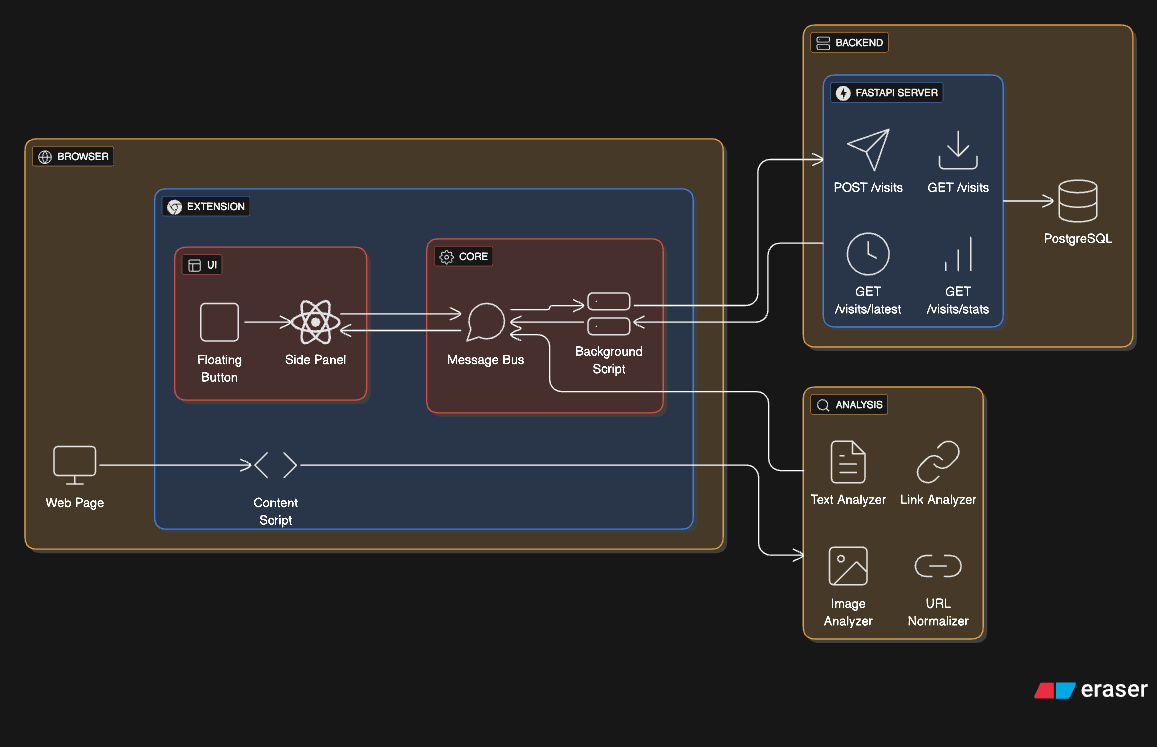 BACKEND
FASTAPI SERVER
POST /visits
GET /visits
GET
/visits/latest
GET
/visits/stats
PostgreSQL
BROWSER
EXTENSION
UI
Floating
Button
Side Panel
CORE
Message Bus
Background
Script
Web Page
Content
Script
ANALYSIS
Text Analyzer
Link Analyzer
Image
Analyzer
URL
Normalizer
eraser